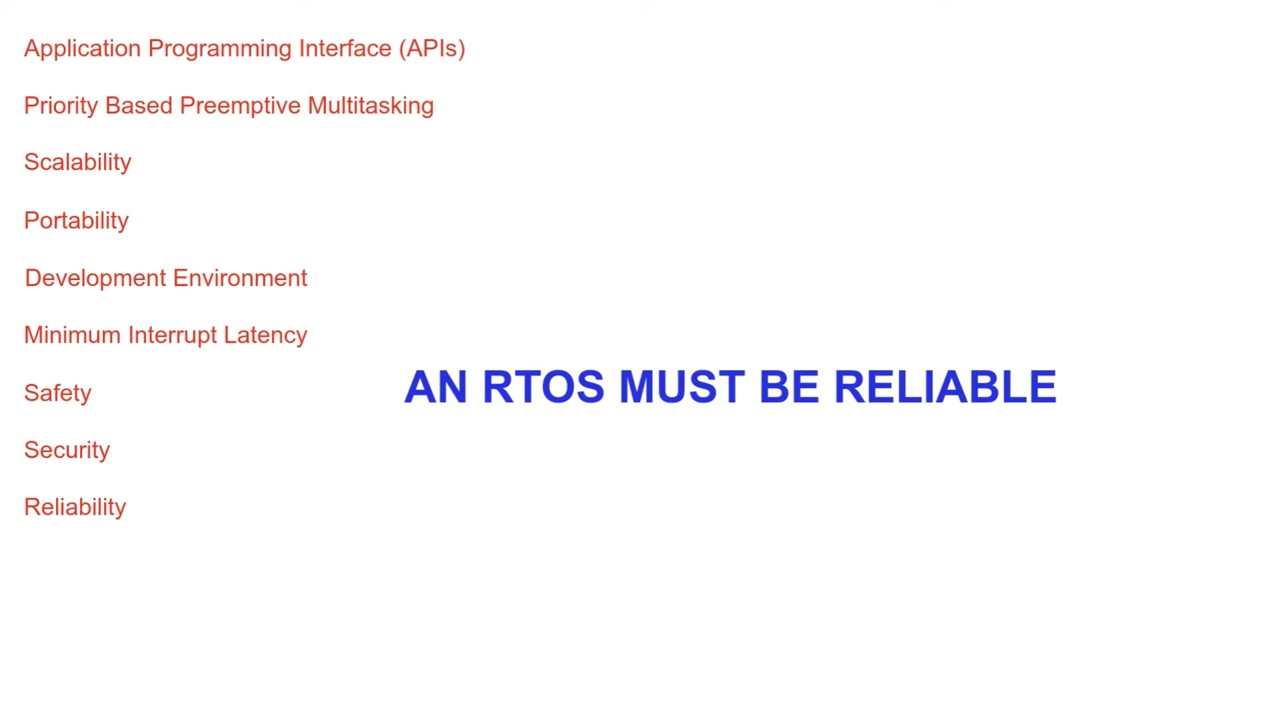 Application Programming Interface (APIs)
Priority Based Preemptive Multitasking
Scalability
Portability
Development Environment
Minimum Interrupt Latency
Safety
AN RTOS MUST BE RELIABLE
Security
Reliability